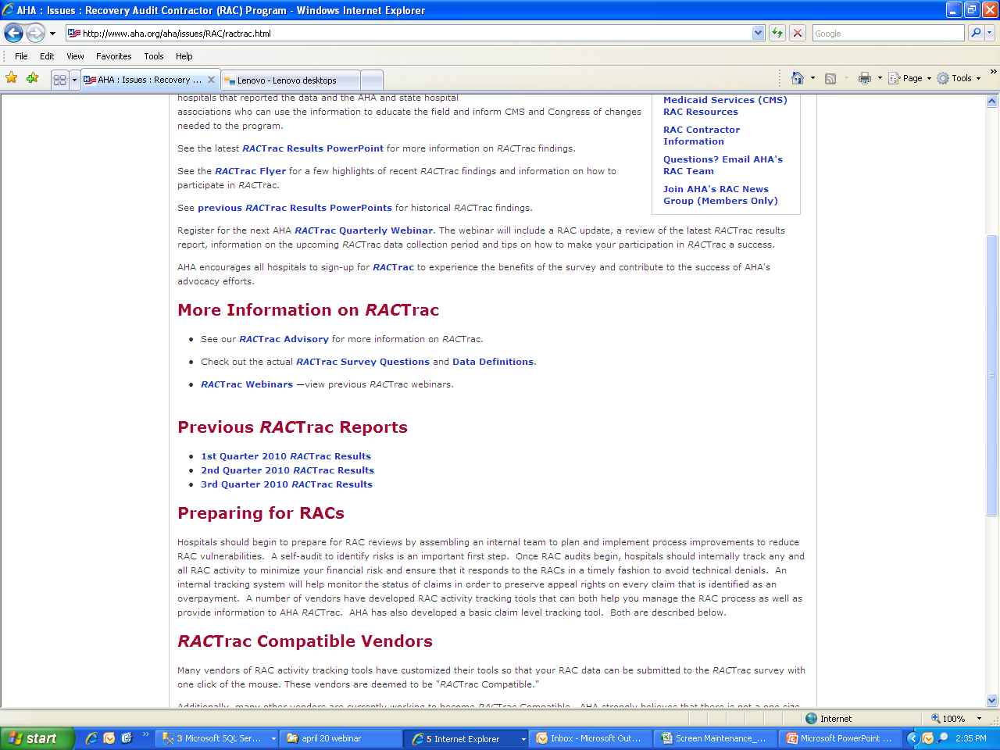 AHA : Issues : Recovery Audit Contractor (RAC) Program - Windows Internet Explorer
http://www.aha.org/aha/issues/RAC/ractrac.html
Google
File Edit View Favorites Tools Help
AHA : Issues : Recovery ...
Lenovo - Lenovo desktops
Page
Tools
hospitals that reported the data and the AHA and state hospital
associations who can use the information to educate the field and inform CMS and Congress of changes
needed to the program.
See the latest RACTrac Results PowerPoint for more information on RACTrac findings.
See the RACTrac Flyer for a few highlights of recent RACTrac findings and information on how to
participate in RACTrac.
See previous RACTrac Results PowerPoints for historical RACTrac findings.
Medicaid Services (CMS)
RAC Resources
RAC Contractor
Information
Questions? Email AHA's
RAC Team
Join AHA's RAC News
Group (Members Only)
Register for the next AHA RACTrac Quarterly Webinar. The webinar will include a RAC update, a review of the latest RACTrac results
report, information on the upcoming RACTrac data collection period and tips on how to make your participation in RACTrac a success.
AHA encourages all hospitals to sign-up for RACTrac to experience the benefits of the survey and contribute to the success of AHA's
advocacy efforts.
More Information on RACTrac
• See our RACTrac Advisory for more information on RACTrac.
• Check out the actual RACTrac Survey Questions and Data Definitions.
• RACTrac Webinars —view previous RACTrac webinars.
Previous RACTrac Reports
• 1st Quarter 2010 RACTrac Results
• 2nd Quarter 2010 RACTrac Results
• 3rd Quarter 2010 RACTrac Results
Preparing for RACs
Hospitals should begin to prepare for RAC reviews by assembling an internal team to plan and implement process improvements to reduce
RAC vulnerabilities. A self-audit to identify risks is an important first step. Once RAC audits begin, hospitals should internally track any and
all RAC activity to minimize your financial risk and ensure that it responds to the RACs in a timely fashion to avoid technical denials. An
internal tracking system will help monitor the status of claims in order to preserve appeal rights on every claim that is identified as an
overpayment. A number of vendors have developed RAC activity tracking tools that can both help you manage the RAC process as well as
provide information to AHA RACTrac. AHA has also developed a basic claim level tracking tool. Both are described below.
RACTrac Compatible Vendors
Many vendors of RAC activity tracking tools have customized their tools so that your RAC data can be submitted to the RACTrac survey with
one click of the mouse. These vendors are deemed to be "RACTrac Compatible."
Additionally, many other vendors are currently working to become RACTrac Compatible. AHA strongly believes that there is not a one size
Internet
100%
start
3 Microsoft SQL Ser...
april 20 webinar
5 Internet Explorer
Inbox - Microsoft Out...
Screen Maintenance_...
Microsoft PowerPoint ...
2:35 PM